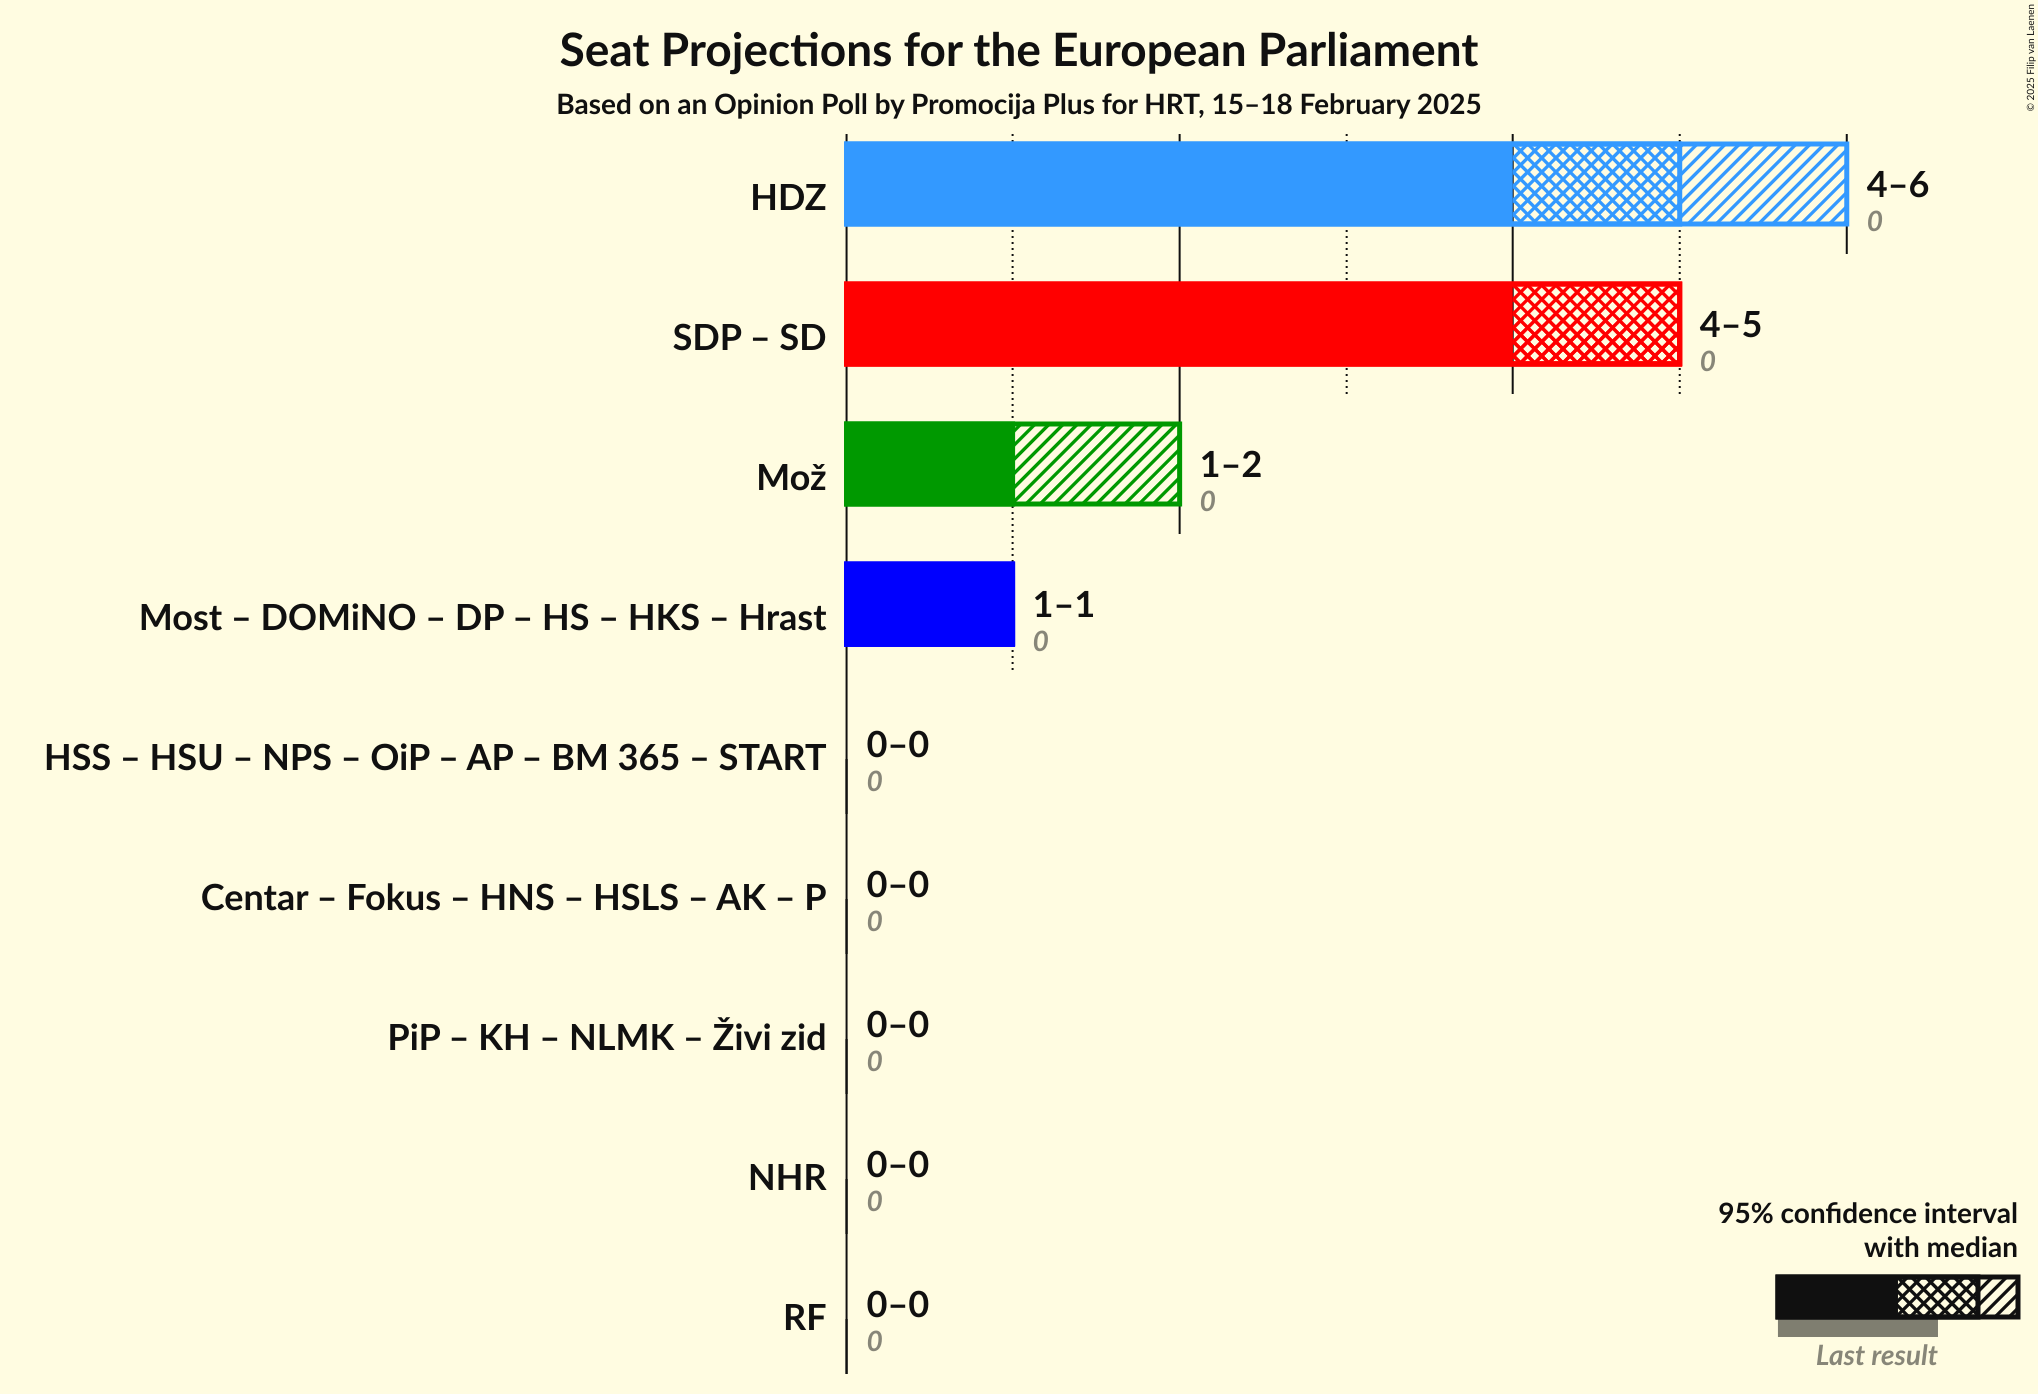 Seat Projections for the European Parliament
Based on an Opinion Poll by Promocija Plus for HRT, 15–18 February 2025
© 2025 Filip van Laenen
HDZ
4–6
0
SDP – SD
4–5
0
Mož
1–2
0
Most – DOMiNO – DP – HS – HKS – Hrast
1–1
0
HSS – HSU – NPS – OiP – AP – BM 365 – START
0–0
0
Centar – Fokus – HNS – HSLS – AK – P
0–0
0
PiP – KH – NLMK – Živi zid
0–0
0
NHR
0–0
0
RF
0–0
0
95% confidence interval
with median
Last result